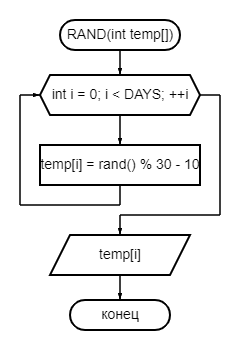 RAND(int temp[])
int i = 0; i < DAYS; ++i
temp[i] = rand() % 30 - 10
temp[i]
конец